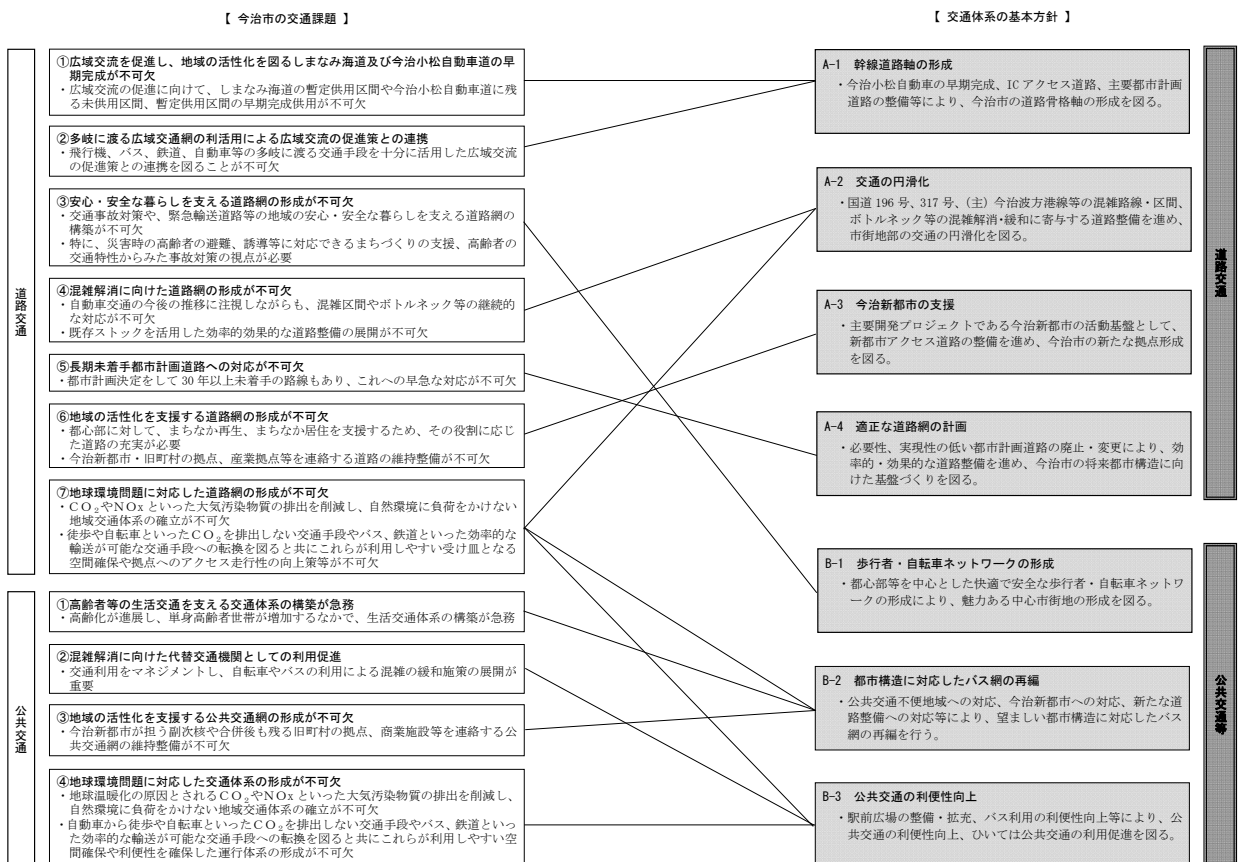 【 今治市の交通課題 】
道路交通
①広域交流を促進し、地域の活性化を図るしまなみ海道及び今治小松自動車道の早
期完成が不可欠
・広域交流の促進に向けて、しまなみ海道の暫定供用区間や今治小松自動車道に残
る未供用区間、暫定供用区間の早期完成供用が不可欠
②多岐に渡る広域交通網の利活用による広域交流の促進策との連携
・飛行機、バス、鉄道、自動車等の多岐に渡る交通手段を十分に活用した広域交流
の促進策との連携を図ることが不可欠
③安心・安全な暮らしを支える道路網の形成が不可欠
・交通事故対策や、緊急輸送道路等の地域の安心・安全な暮らしを支える道路網の
構築が不可欠
・特に、災害時の高齢者の避難、誘導等に対応できるまちづくりの支援、高齢者の
交通特性からみた事故対策の視点が必要
④混雑解消に向けた道路網の形成が不可欠
・自動車交通の今後の推移に注視しながらも、混雑区間やボトルネック等の継続的
な対応が不可欠
・既存ストックを活用した効率的効果的な道路整備の展開が不可欠
⑤長期未着手都市計画道路への対応が不可欠
・都市計画決定をして 30 年以上未着手の路線もあり、これへの早急な対応が不可欠
⑥地域の活性化を支援する道路網の形成が不可欠
・都心部に対して、まちなか再生、まちなか居住を支援するため、その役割に応じ
た道路の充実が必要
・今治新都市・旧町村の拠点、産業拠点等を連絡する道路の維持整備が不可欠
⑦地球環境問題に対応した道路網の形成が不可欠
・CO₂やNOxといった大気汚染物質の排出を削減し、自然環境に負荷をかけない
地域交通体系の確立が不可欠
・徒歩や自転車といったCO₂を排出しない交通手段やバス、鉄道といった効率的な
輸送が可能な交通手段への転換を図ると共にこれらが利用しやすい受け皿となる
空間確保や拠点へのアクセス走行性の向上策等が不可欠
公共交通
①高齢者等の生活交通を支える交通体系の構築が急務
・高齢化が進展し、単身高齢者世帯が増加するなかで、生活交通体系の構築が急務
②混雑解消に向けた代替交通機関としての利用促進
・交通利用をマネジメントし、自転車やバスの利用による混雑の緩和施策の展開が
重要
③地域の活性化を支援する公共交通網の形成が不可欠
・今治新都市が担う副次核や合併後も残る旧町村の拠点、商業施設等を連絡する公
共交通網の維持整備が不可欠
④地球環境問題に対応した交通体系の形成が不可欠
・地球温暖化の原因とされるCO₂やNOxといった大気汚染物質の排出を削減し、
自然環境に負荷をかけない地域交通体系の確立が不可欠
・自動車から徒歩や自転車といったCO₂を排出しない交通手段やバス、鉄道といっ
た効率的な輸送が可能な交通手段への転換を図ると共にこれらが利用しやすい空
間確保や利便性を確保した運行体系の形成が不可欠
【 交通体系の基本方針 】
道路交通
A-1 幹線道路軸の形成
・今治小松自動車の早期完成、IC アクセス道路、主要都市計画
道路の整備等により、今治市の道路骨格軸の形成を図る。
A-2 交通の円滑化
・国道 196 号、317 号、(主) 今治波方港線等の混雑路線・区間、
ボトルネック等の混雑解消・緩和に寄与する道路整備を進め、
市街地部の交通の円滑化を図る。
A-3 今治新都市の支援
・主要開発プロジェクトである今治新都市の活動基盤として、
新都市アクセス道路の整備を進め、今治市の新たな拠点形成
を図る。
A-4 適正な道路網の計画
・必要性、実現性の低い都市計画道路の廃止・変更により、効
率的・効果的な道路整備を進め、今治市の将来都市構造に向
けた基盤づくりを図る。
公共交通等
B-1 歩行者・自転車ネットワークの形成
・都心部等を中心とした快適で安全な歩行者・自転車ネットワ
ークの形成により、魅力ある中心市街地の形成を図る。
B-2 都市構造に対応したバス網の再編
・公共交通不便地域への対応、今治新都市への対応、新たな道
路整備への対応等により、望ましい都市構造に対応したバス
網の再編を行う。
B-3 公共交通の利便性向上
・駅前広場の整備・拡充、バス利用の利便性向上等により、公
共交通の利便性向上、ひいては公共交通の利用促進を図る。